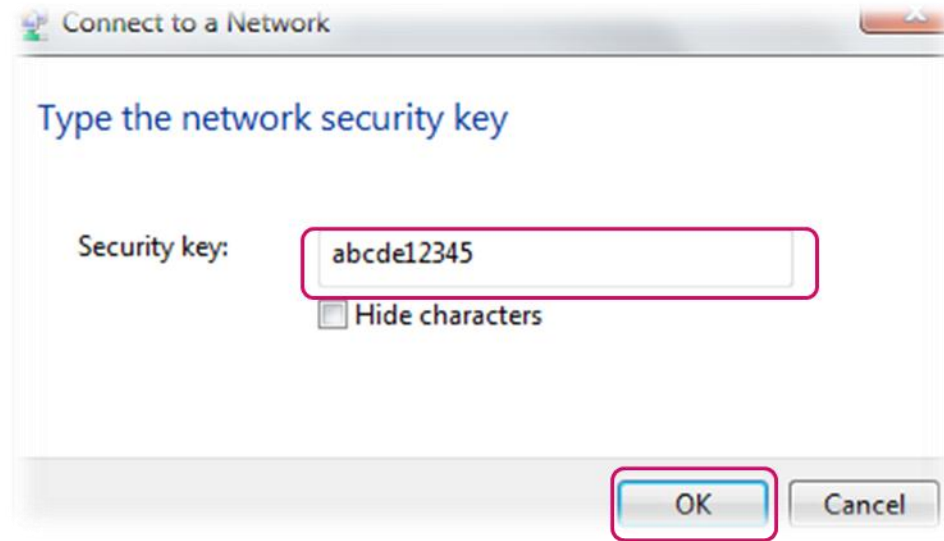 Connect to a Network
Type the network security key
Security key: abcde12345
Hide characters
OK Cancel